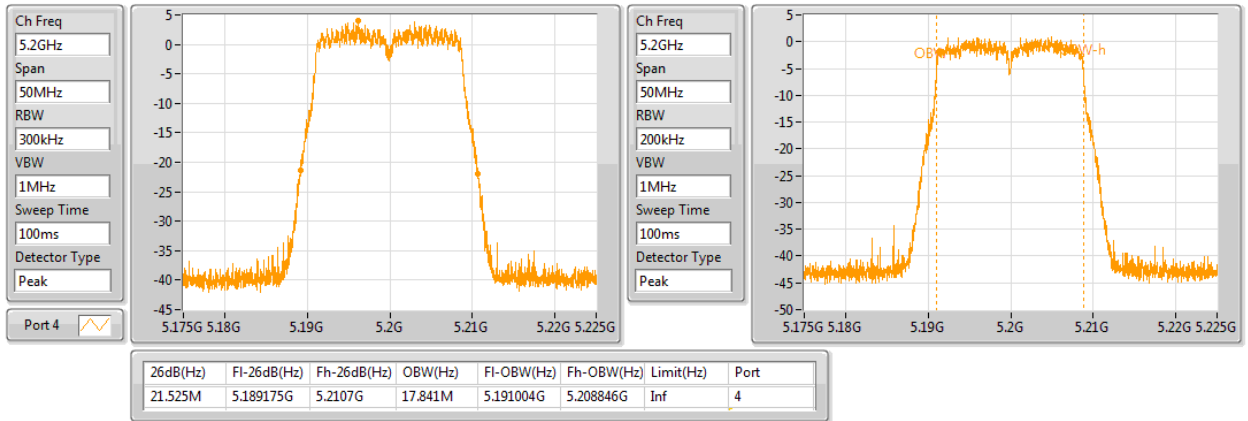 Ch Freq
5.2GHz
Span
50MHz
RBW
300kHz
VBW
1MHz
Sweep Time
100ms
Detector Type
Peak
Port 4
5-
0-
-5-
-10-
-15-
-20-
-25-
-30-
-35-
-40-
-45-
5.175G 5.18G 5.19G 5.2G 5.21G 5.22G 5.225G
Ch Freq
5.2GHz
Span
50MHz
RBW
200kHz
VBW
1MHz
Sweep Time
100ms
Detector Type
Peak
5-
0-
-5-
-10-
-15-
-20-
-25-
-30-
-35-
-40-
-45-
-50-
5.175G 5.18G 5.19G 5.2G 5.21G 5.22G 5.225G
26dB(Hz) Fl-26dB(Hz) Fh-26dB(Hz) OBW(Hz) Fl-OBW(Hz) Fh-OBW(Hz) Limit(Hz) Port
21.525M 5.189175G 5.2107G 17.841M 5.191004G 5.208846G Inf 4